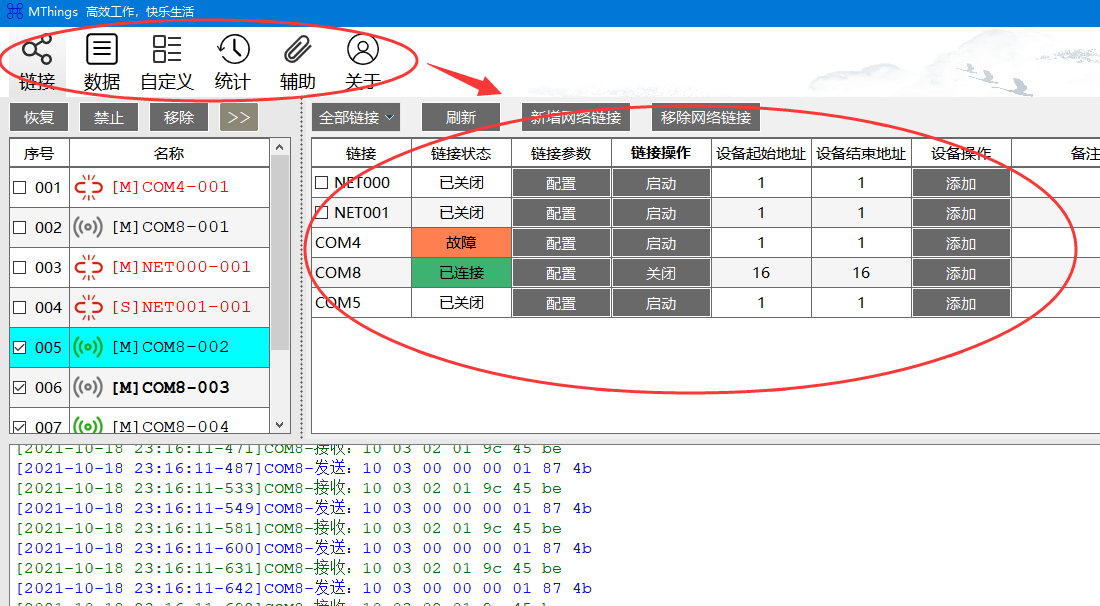 MThings 高效工作，快乐生活
链接 数据 自定义 统计 辅助 关于
恢复 禁止 移除 >> 全部链接 刷新 新增网络链接 移除网络链接
序号 名称
001 [M]COM4-001
002 [M]COM8-001
003 [M]NET000-001
004 [S]NET001-001
005 [M]COM8-002
006 [M]COM8-003
007 [M]COM8-004
链接 链接状态 链接参数 链接操作 设备起始地址 设备结束地址 设备操作 备注
NET000 已关闭 配置 启动 1 1 添加
NET001 已关闭 配置 启动 1 1 添加
COM4 故障 配置 启动 1 1 添加
COM8 已连接 配置 关闭 16 16 添加
COM5 已关闭 配置 启动 1 1 添加
[2021-10-18 23:16:11-471]COM8-接收：10 03 02 01 9c 45 be
[2021-10-18 23:16:11-487]COM8-发送：10 03 00 00 00 01 87 4b
[2021-10-18 23:16:11-533]COM8-接收：10 03 02 01 9c 45 be
[2021-10-18 23:16:11-549]COM8-发送：10 03 00 00 00 01 87 4b
[2021-10-18 23:16:11-581]COM8-接收：10 03 02 01 9c 45 be
[2021-10-18 23:16:11-600]COM8-发送：10 03 00 00 00 01 87 4b
[2021-10-18 23:16:11-631]COM8-接收：10 03 02 01 9c 45 be
[2021-10-18 23:16:11-642]COM8-发送：10 03 00 00 00 01 87 4b